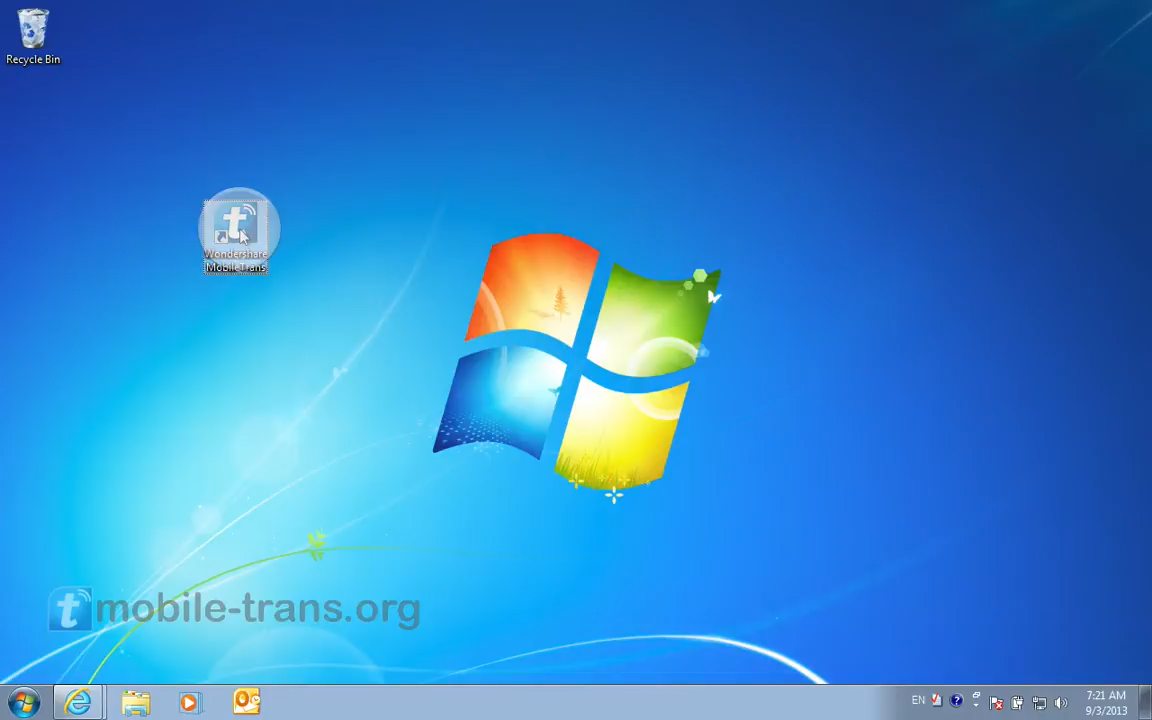 Recycle Bin
Wondershare
MobileTrans
mobile-trans.org
EN
7:21 AM
9/3/2013